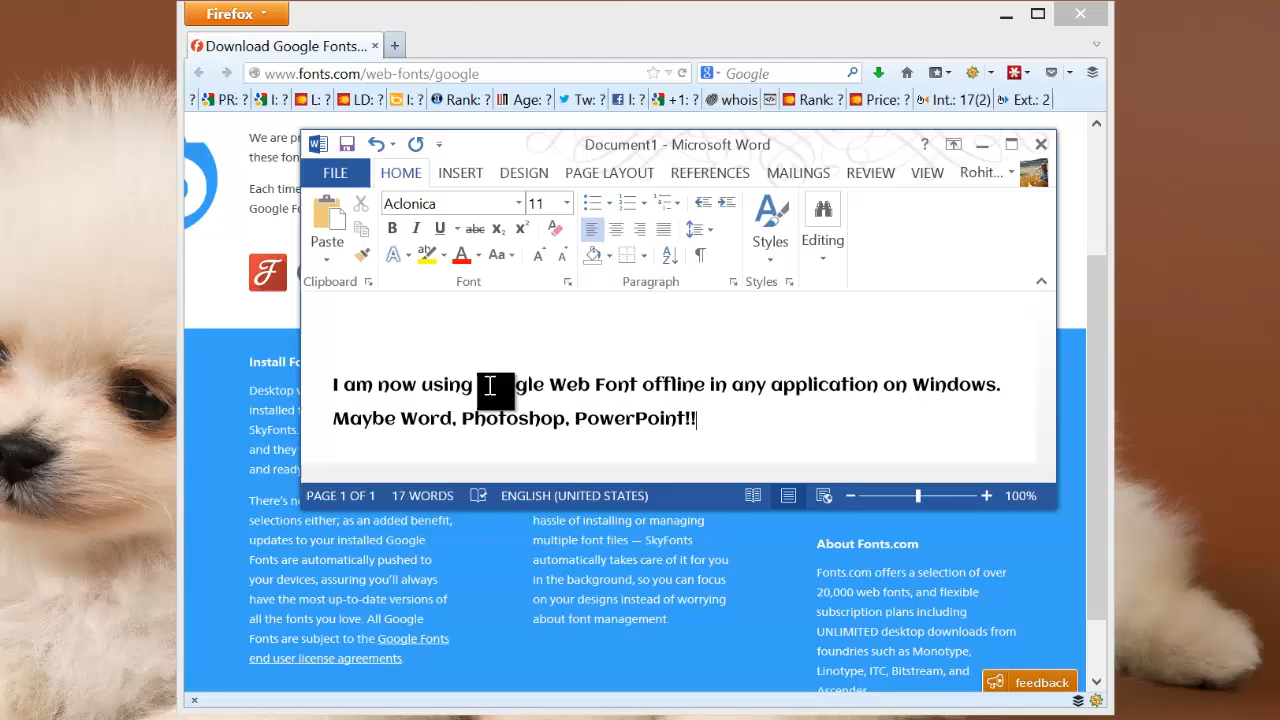 Firefox
Download Google Fonts...
www.fonts.com/web-fonts/google
Google
? PR: ? I: ? L: ? LD: ? I: ? Rank: ? Age: ? Tw: ? I: ? +1: ? whois Rank: ? Price: ? Int.: 17(2) Ext.: 2
We are
these fon
Each time
Google Fo
Document1 - Microsoft Word
FILE HOME INSERT DESIGN PAGE LAYOUT REFERENCES MAILINGS REVIEW VIEW Rohit...
Aclonica 11
Paste
Styles
Editing
Clipboard Font Paragraph Styles
I am now using gle Web Font offline in any application on Windows.
Maybe Word, Photoshop, PowerPoint!!
PAGE 1 OF 1 17 WORDS ENGLISH (UNITED STATES) 100%
Install Fo
Desktop
installed t
SkyFonts.
and they
and ready
There's no
selections either; as an added benefit,
updates to your installed Google
Fonts are automatically pushed to
your devices, assuring you'll always
have the most up-to-date versions of
all the fonts you love. All Google
Fonts are subject to the Google Fonts
end user license agreements.
hassle of installing or managing
multiple font files — SkyFonts
automatically takes care of it for you
in the background, so you can focus
on your designs instead of worrying
about font management.
About Fonts.com
Fonts.com offers a selection of over
20,000 web fonts, and flexible
subscription plans including
UNLIMITED desktop downloads from
foundries such as Monotype,
Linotype, ITC, Bitstream, and
Ascender
feedback